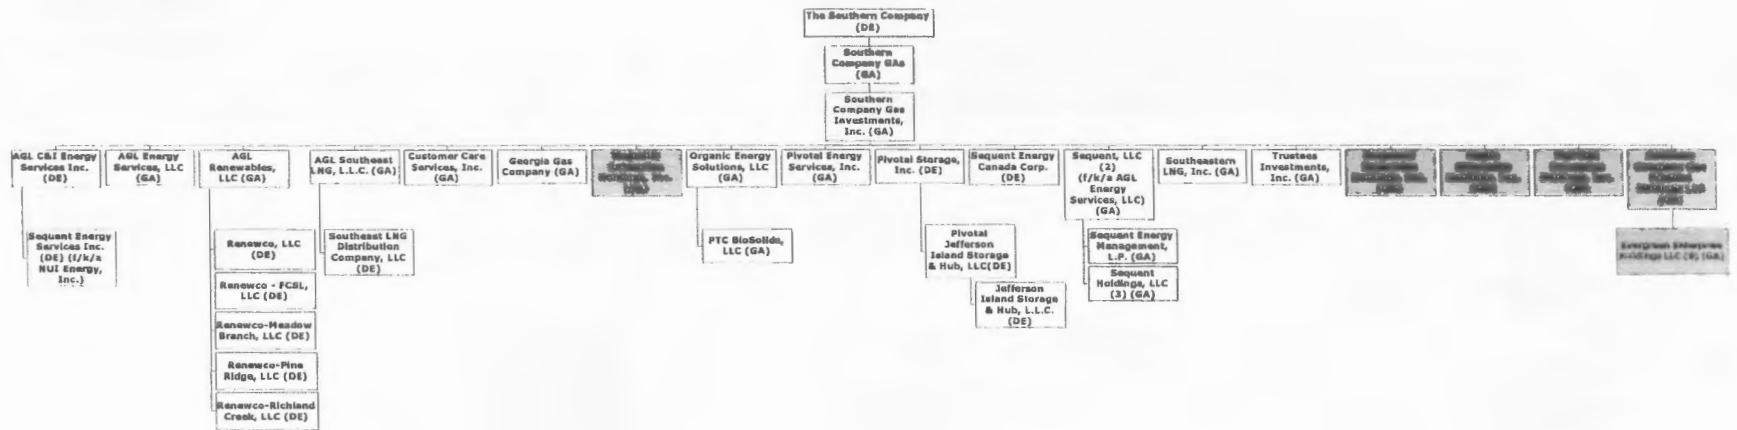 The Southern Company
(DE)
Southern
Company GAs
(GA)
Southern
Company Gas
Investments,
Inc. (GA)
AGL C&I Energy
Services Inc.
(DE)
AGL Energy
Services, LLC
(GA)
AGL
Renewables,
LLC (GA)
AGL Southeast
LNG, L.L.C. (GA)
Customer Care
Services, Inc.
(GA)
Georgia Gas
Company (GA)
Organic Energy
Solutions, LLC
(GA)
Pivotal Energy
Services, Inc.
(GA)
Pivotal Storage,
Inc. (DE)
Sequent Energy
Canada Corp.
(DE)
Sequent, LLC
(2)
(f/k/a AGL
Energy
Services, LLC)
(GA)
Southeastern
LNG, Inc. (GA)
Trustees
Investments,
Inc. (GA)
Sequent Energy
Services Inc.
(DE) (f/k/a
NUI Energy,
Inc.)
Renewco, LLC
(DE)
Renewco - FCSL,
LLC (DE)
Renewco-Meadow
Branch, LLC (DE)
Renewco-Pine
Ridge, LLC (DE)
Renewco-Richland
Creek, LLC (DE)
Southeast LNG
Distribution
Company, LLC
(DE)
PTC BioSolids,
LLC (GA)
Pivotal
Jefferson
Island Storage
& Hub, LLC(DE)
Jefferson
Island Storage
& Hub, L.L.C.
(DE)
Sequent Energy
Management,
L.P. (GA)
Sequent
Holdings, LLC
(3) (GA)
Evergreen Enterprise
Holdings LLC (GA)